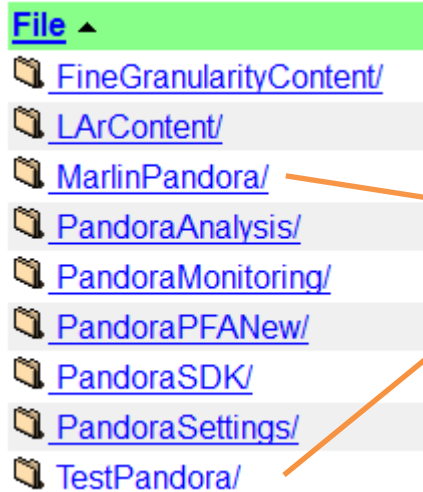 File
FineGranularityContent/
LArContent/
MarlinPandora/
PandoraAnalysis/
PandoraMonitoring/
PandoraPFANew/
PandoraSDK/
PandoraSettings/
TestPandora/